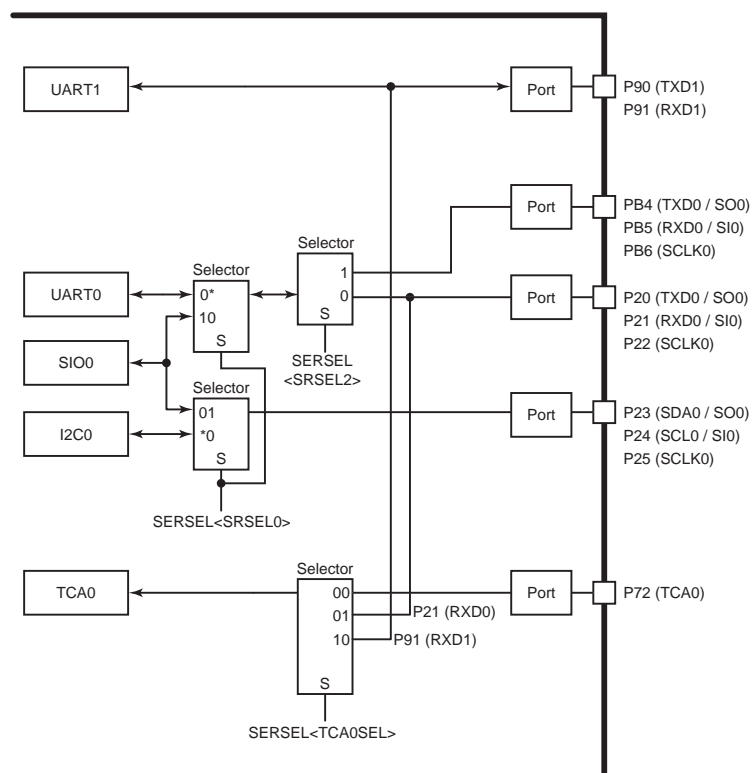 UART1
Port
P90 (TXD1)
P91 (RXD1)
Port
PB4 (TXD0 / SO0)
PB5 (RXD0 / SI0)
PB6 (SCLK0)
Selector
1
0
S
SERSEL
<SRSEL2>
Selector
0*
10
S
UART0
Port
P20 (TXD0 / SO0)
P21 (RXD0 / SI0)
P22 (SCLK0)
SIO0
Selector
01
*0
S
I2C0
Port
P23 (SDA0 / SO0)
P24 (SCL0 / SI0)
P25 (SCLK0)
SERSEL<SRSEL0>
TCA0
Selector
00
01
10
S
P21 (RXD0)
P91 (RXD1)
Port
P72 (TCA0)
SERSEL<TCA0SEL>